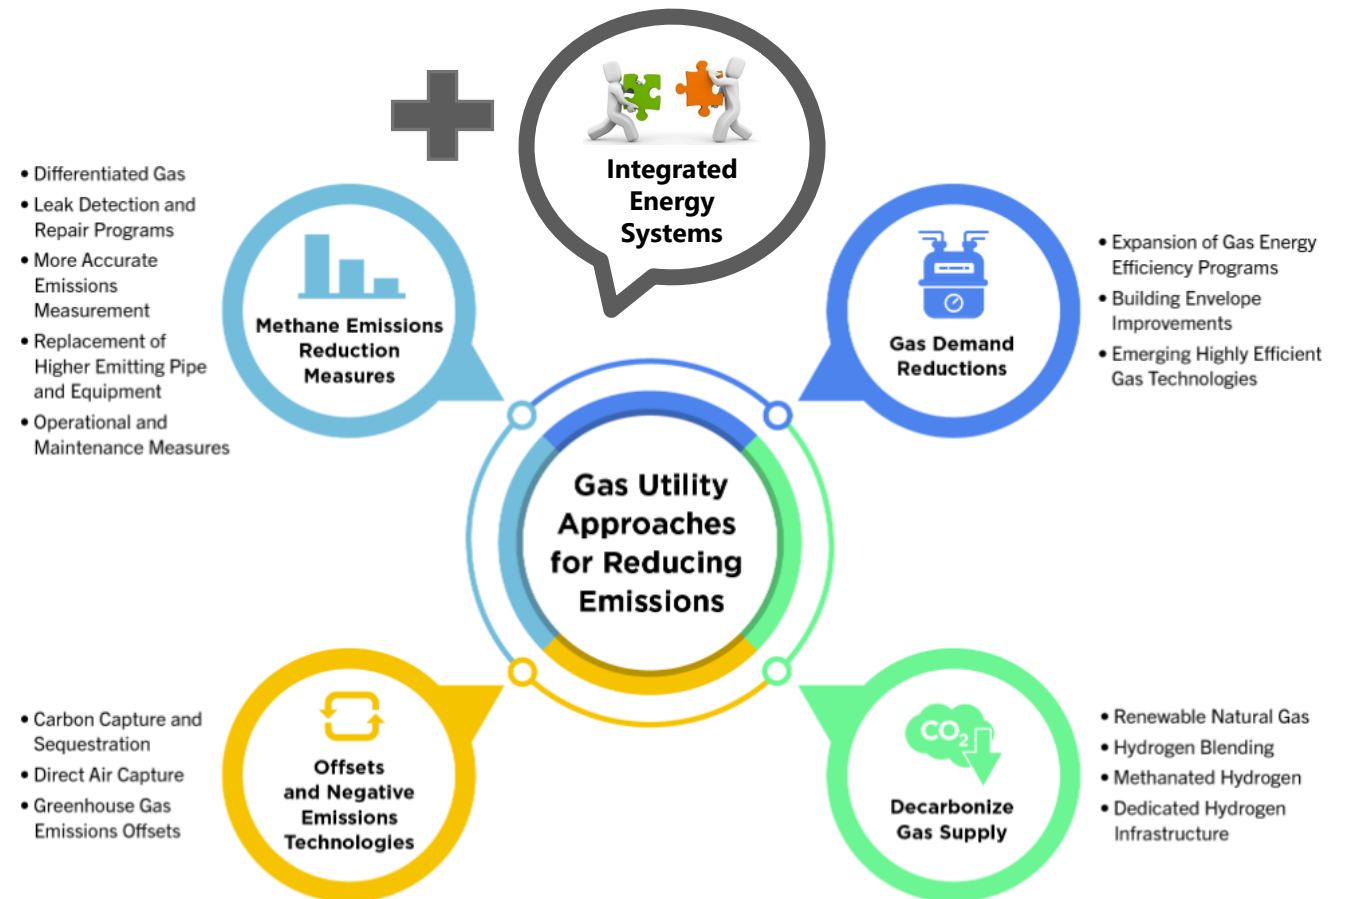 Integrated
Energy
Systems
• Differentiated Gas
• Leak Detection and
Repair Programs
• More Accurate
Emissions
Measurement
• Replacement of
Higher Emitting Pipe
and Equipment
• Operational and
Maintenance Measures
Methane Emissions
Reduction
Measures
Gas Demand
Reductions
• Expansion of Gas Energy
Efficiency Programs
• Building Envelope
Improvements
• Emerging Highly Efficient
Gas Technologies
Gas Utility
Approaches
for Reducing
Emissions
• Carbon Capture and
Sequestration
• Direct Air Capture
• Greenhouse Gas
Emissions Offsets
Offsets
and Negative
Emissions
Technologies
CO2
Decarbonize
Gas Supply
• Renewable Natural Gas
• Hydrogen Blending
• Methanated Hydrogen
• Dedicated Hydrogen
Infrastructure